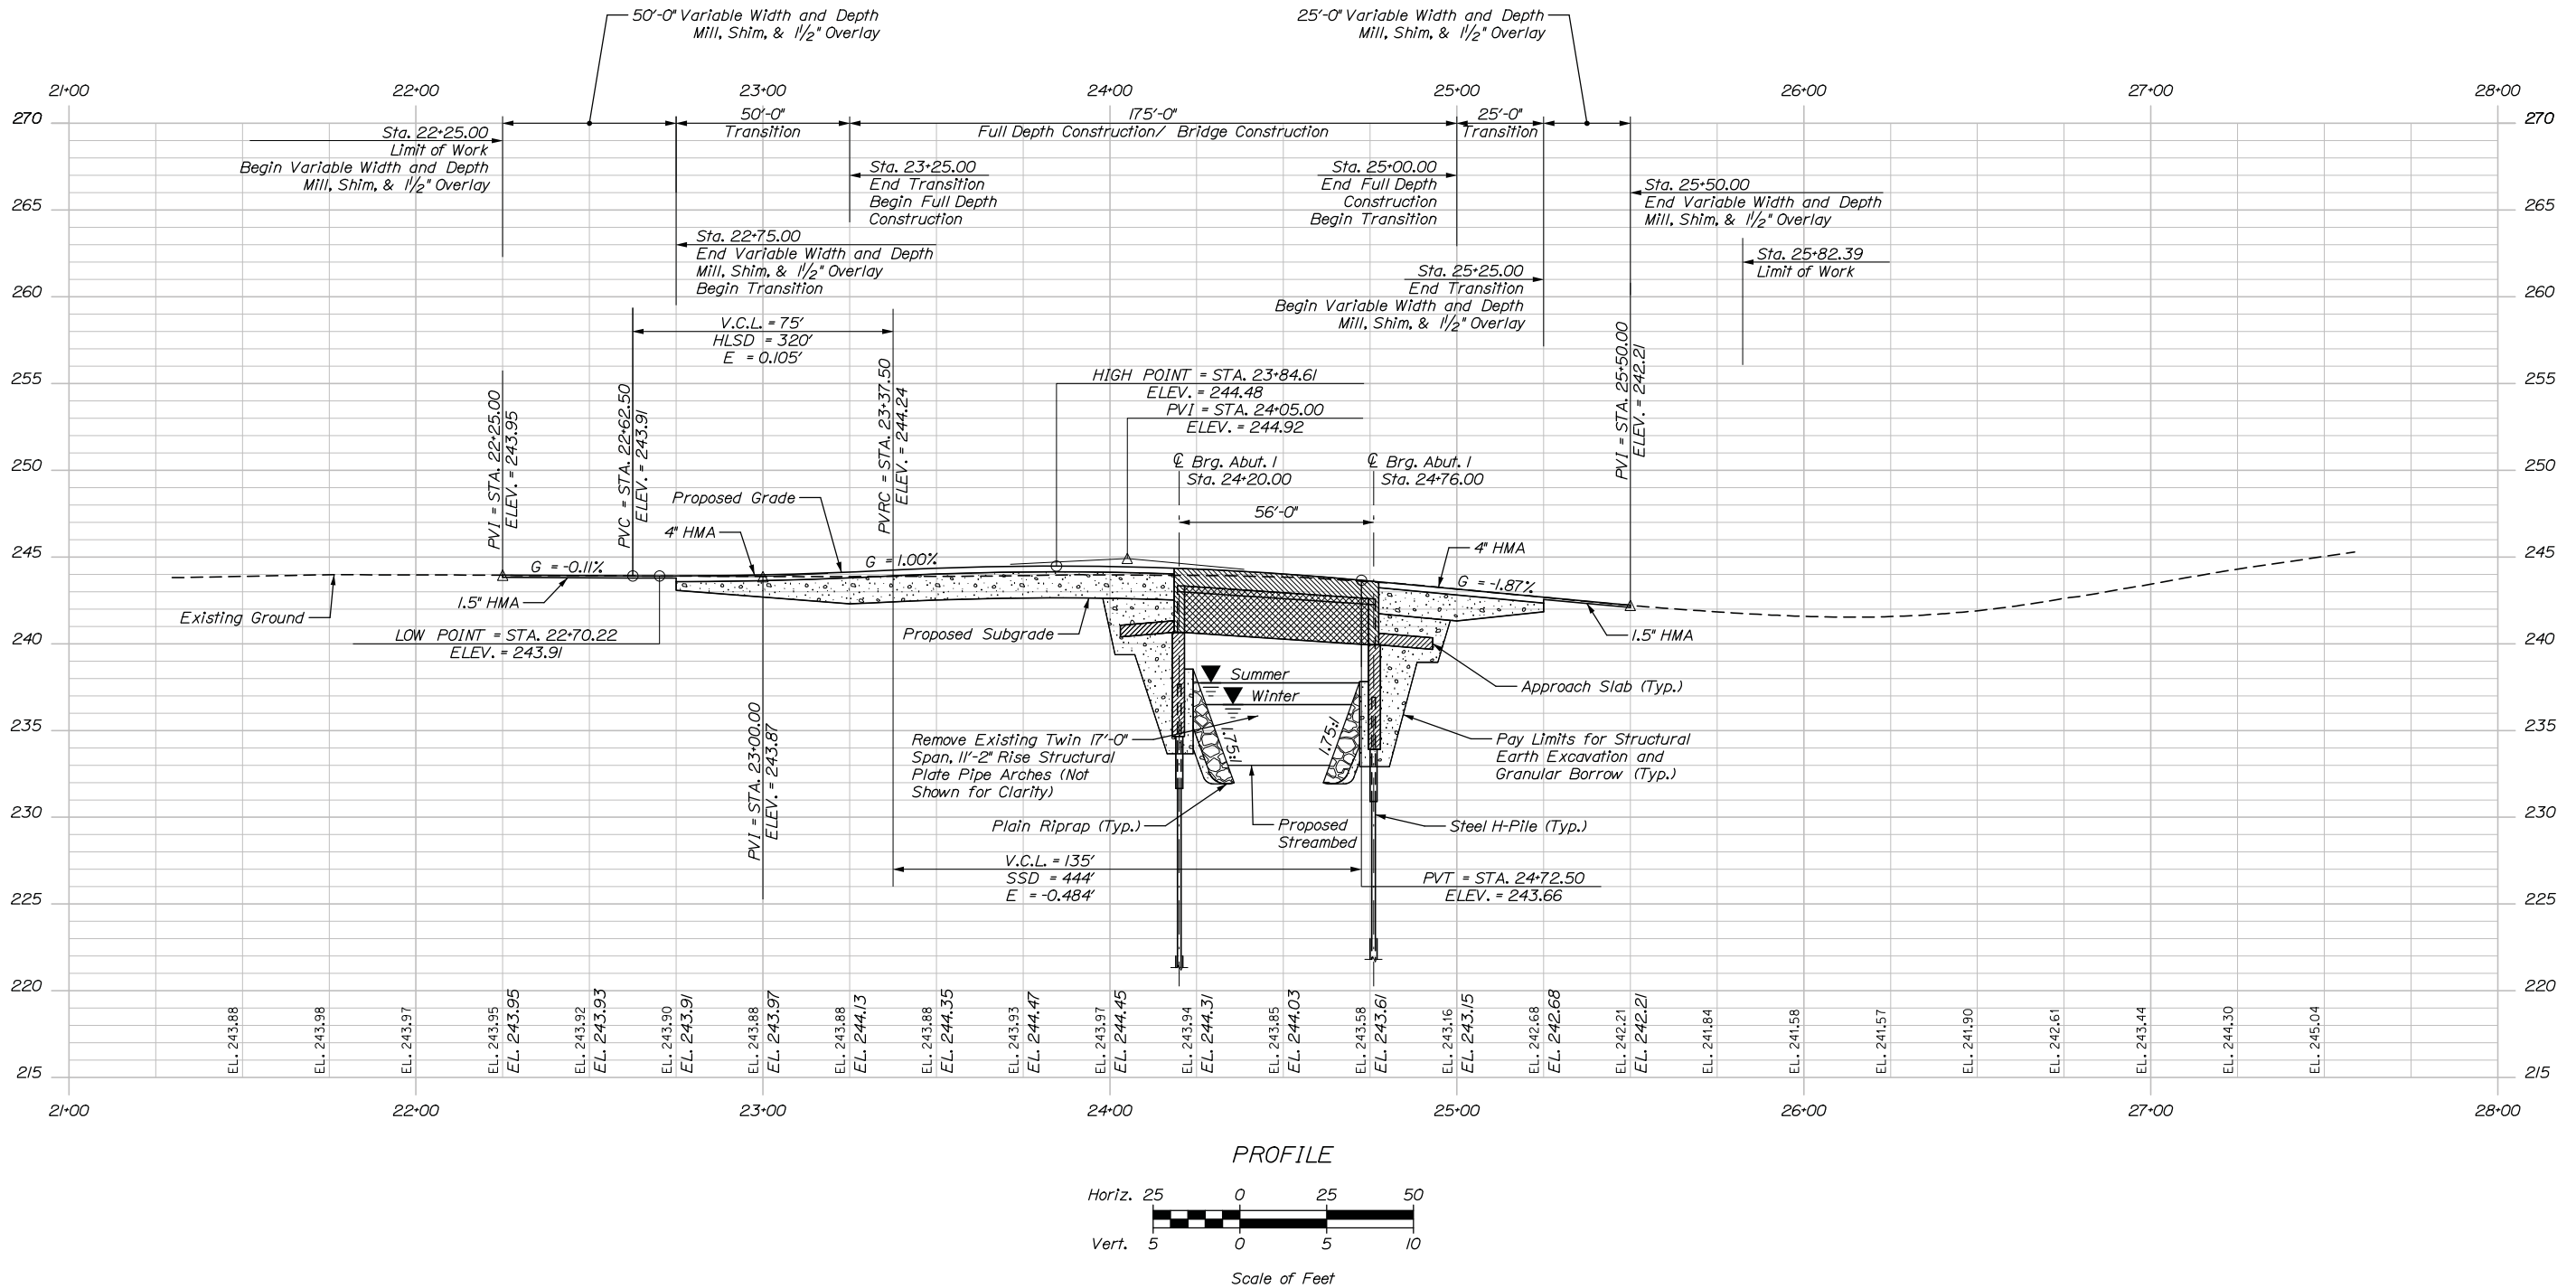 50'-0" Variable Width and Depth
Mill, Shim, & 1 1/2" Overlay
25'-0" Variable Width and Depth
Mill, Shim, & 1 1/2" Overlay
21+00
22+00
23+00
24+00
25+00
26+00
27+00
28+00
270
270
50'-0"
Transition
175'-0"
Full Depth Construction/ Bridge Construction
25'-0"
Transition
Sta. 22+25.00
Limit of Work
Begin Variable Width and Depth
Mill, Shim, & 1 1/2" Overlay
Sta. 23+25.00
End Transition
Begin Full Depth
Construction
Sta. 25+00.00
End Full Depth
Construction
Begin Transition
Sta. 25+50.00
End Variable Width and Depth
Mill, Shim, & 1 1/2" Overlay
265
265
Sta. 22+75.00
End Variable Width and Depth
Mill, Shim, & 1 1/2" Overlay
Begin Transition
Sta. 25+25.00
End Transition
Begin Variable Width and Depth
Mill, Shim, & 1 1/2" Overlay
Sta. 25+82.39
Limit of Work
260
260
V.C.L. = 75'
HLSD = 320'
E = 0.105'
255
255
PVI = STA. 22+25.00
ELEV. = 243.95
PVC = STA. 22+62.50
ELEV. = 243.91
PVRC = STA. 23+37.50
ELEV. = 244.24
HIGH POINT = STA. 23+84.61
ELEV. = 244.48
PVI = STA. 24+05.00
ELEV. = 244.92
PVI = STA. 25+50.00
ELEV. = 242.21
250
250
℄ Brg. Abut. 1
Sta. 24+20.00
℄ Brg. Abut. 1
Sta. 24+76.00
56'-0"
Proposed Grade
4" HMA
4" HMA
245
245
G = -0.11%
G = 1.00%
G = -1.87%
1.5" HMA
1.5" HMA
Existing Ground
LOW POINT = STA. 22+70.22
ELEV. = 243.91
Proposed Subgrade
240
240
Summer
Winter
Approach Slab (Typ.)
235
235
PVI = STA. 23+00.00
ELEV. = 243.87
Remove Existing Twin 17'-0"
Span, 11'-2" Rise Structural
Plate Pipe Arches (Not
Shown for Clarity)
1.75:1
1.75:1
Pay Limits for Structural
Earth Excavation and
Granular Borrow (Typ.)
230
230
Plain Riprap (Typ.)
Proposed
Streambed
Steel H-Pile (Typ.)
V.C.L. = 135'
SSD = 444'
E = -0.484'
PVT = STA. 24+72.50
ELEV. = 243.66
225
225
220
220
EL. 243.88
EL. 243.98
EL. 243.97
EL. 243.95
EL. 243.95
EL. 243.92
EL. 243.93
EL. 243.90
EL. 243.91
EL. 243.88
EL. 243.97
EL. 243.88
EL. 244.13
EL. 243.88
EL. 244.35
EL. 243.93
EL. 244.47
EL. 243.97
EL. 244.45
EL. 243.94
EL. 244.31
EL. 243.85
EL. 244.03
EL. 243.58
EL. 243.61
EL. 243.16
EL. 243.15
EL. 242.68
EL. 242.68
EL. 242.21
EL. 242.21
EL. 241.84
EL. 241.58
EL. 241.57
EL. 241.90
EL. 242.61
EL. 243.44
EL. 244.30
EL. 245.04
215
215
21+00
22+00
23+00
24+00
25+00
26+00
27+00
28+00
PROFILE
Horiz. 25 0 25 50
Vert. 5 0 5 10
Scale of Feet